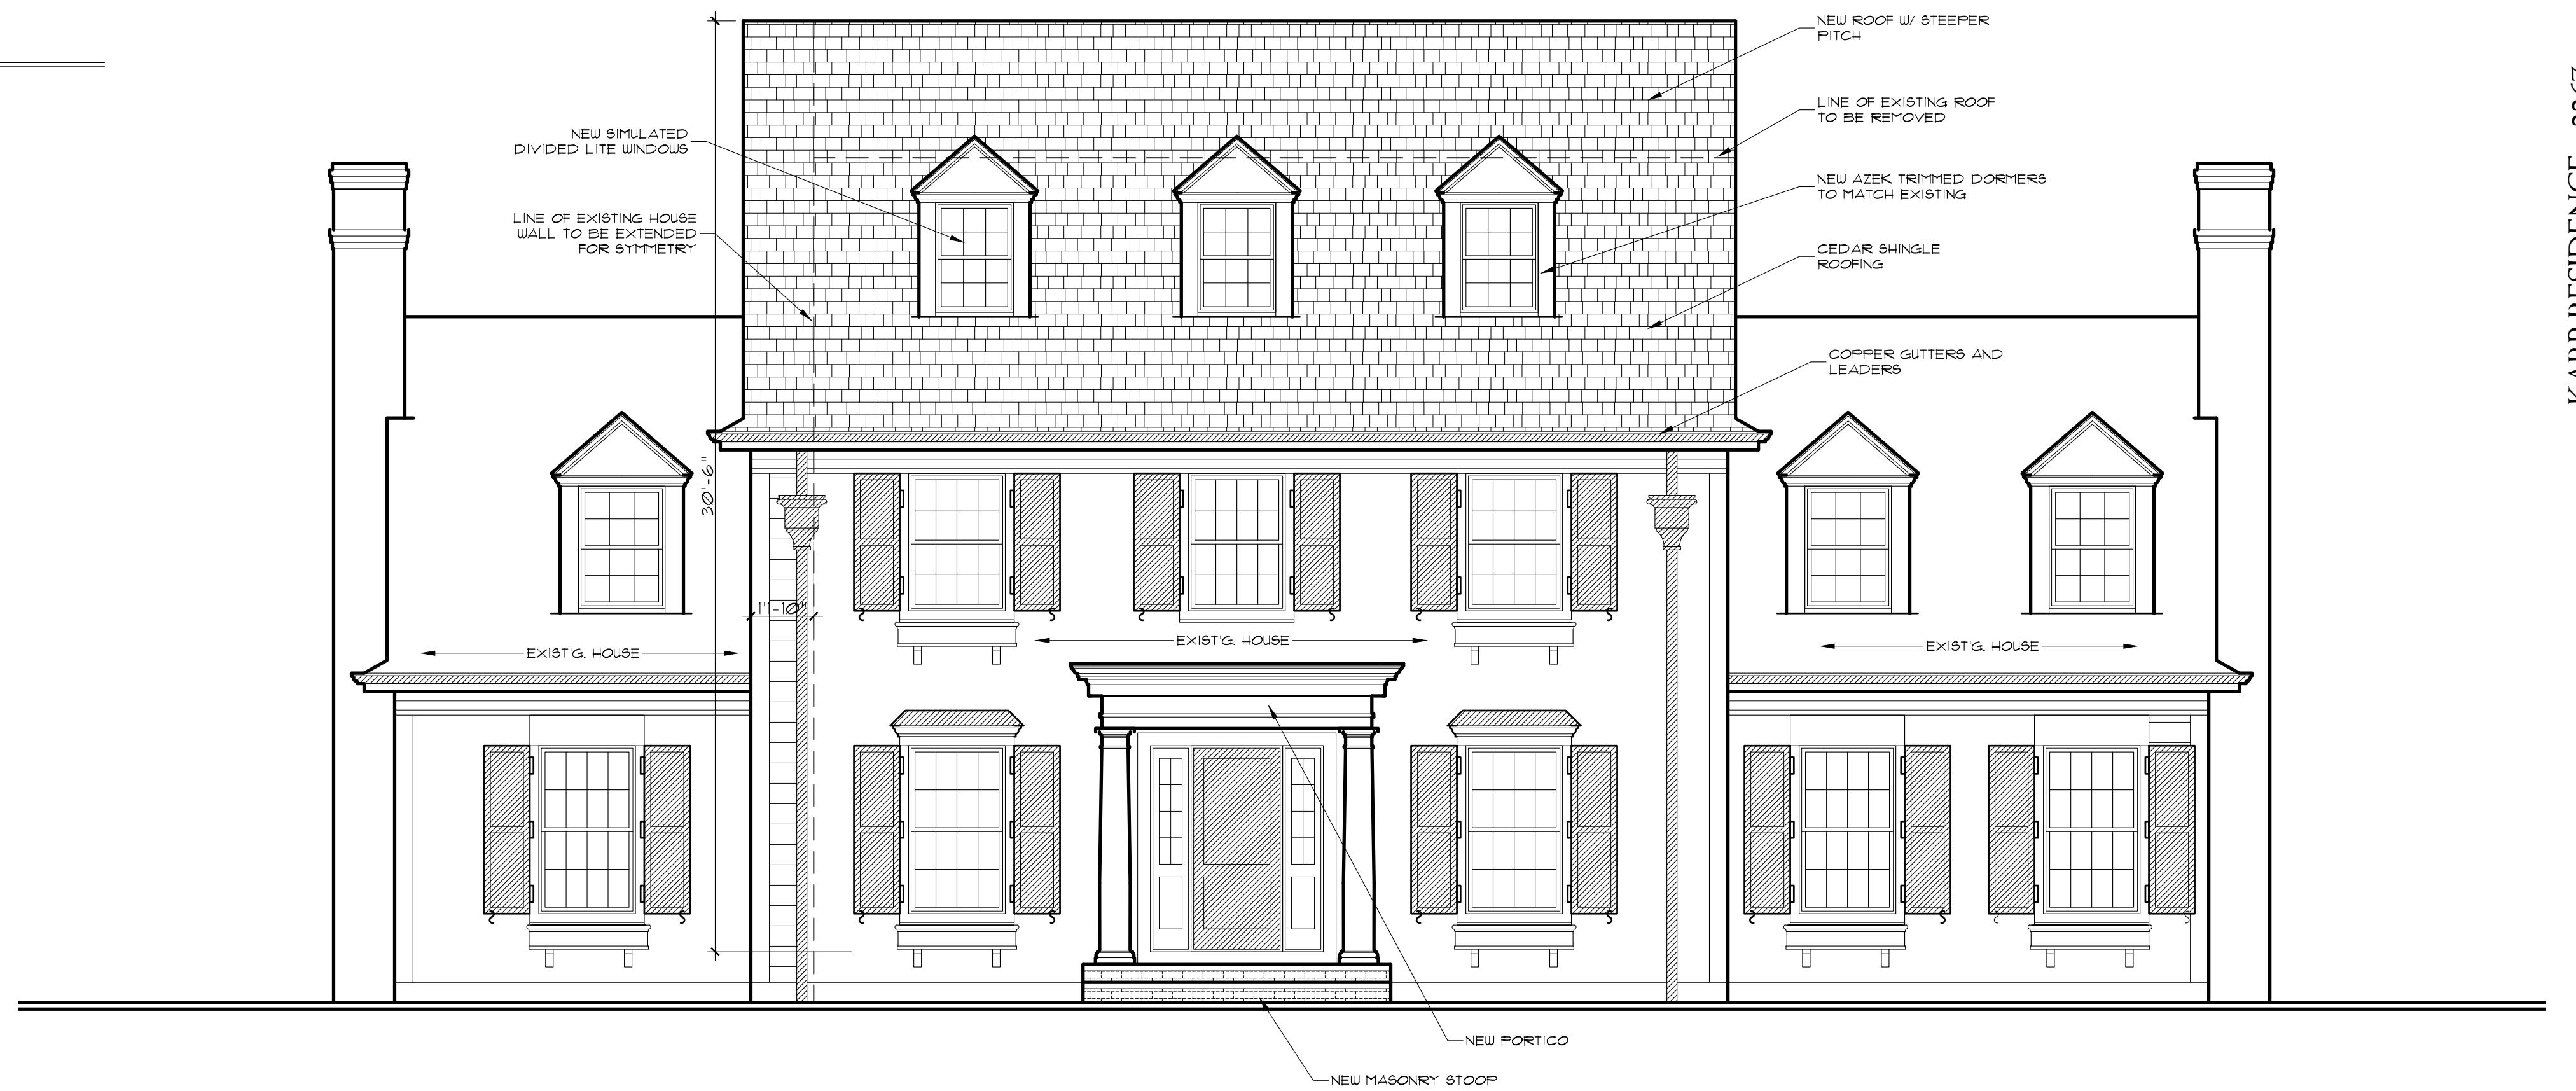 NEW ROOF W/ STEEPER
PITCH
LINE OF EXISTING ROOF
TO BE REMOVED
NEW SIMULATED
DIVIDED LITE WINDOWS
NEW AZEK TRIMMED DORMERS
TO MATCH EXISTING
LINE OF EXISTING HOUSE
WALL TO BE EXTENDED
FOR SYMMETRY
CEDAR SHINGLE
ROOFING
COPPER GUTTERS AND
LEADERS
30'-6"
1'-10"
EXIST'G. HOUSE
EXIST'G. HOUSE
EXIST'G. HOUSE
NEW PORTICO
NEW MASONRY STOOP
KARP RESIDENCE